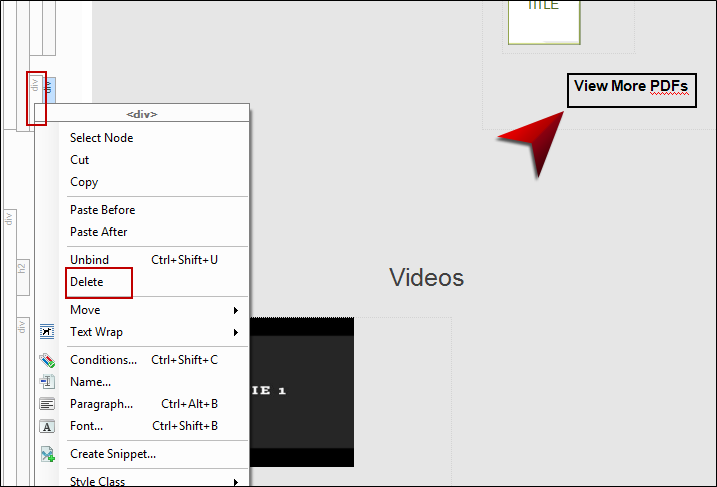 TITLE
div
div
View More PDFs
<div>
Select Node
Cut
Copy
Paste Before
Paste After
div
Unbind Ctrl+Shift+U
Delete
h2
Videos
Move
Text Wrap
div
Conditions... Ctrl+Shift+C
Name...
IE 1
Paragraph... Ctrl+Alt+B
Font... Ctrl+Shift+B
Create Snippet...
Style Class